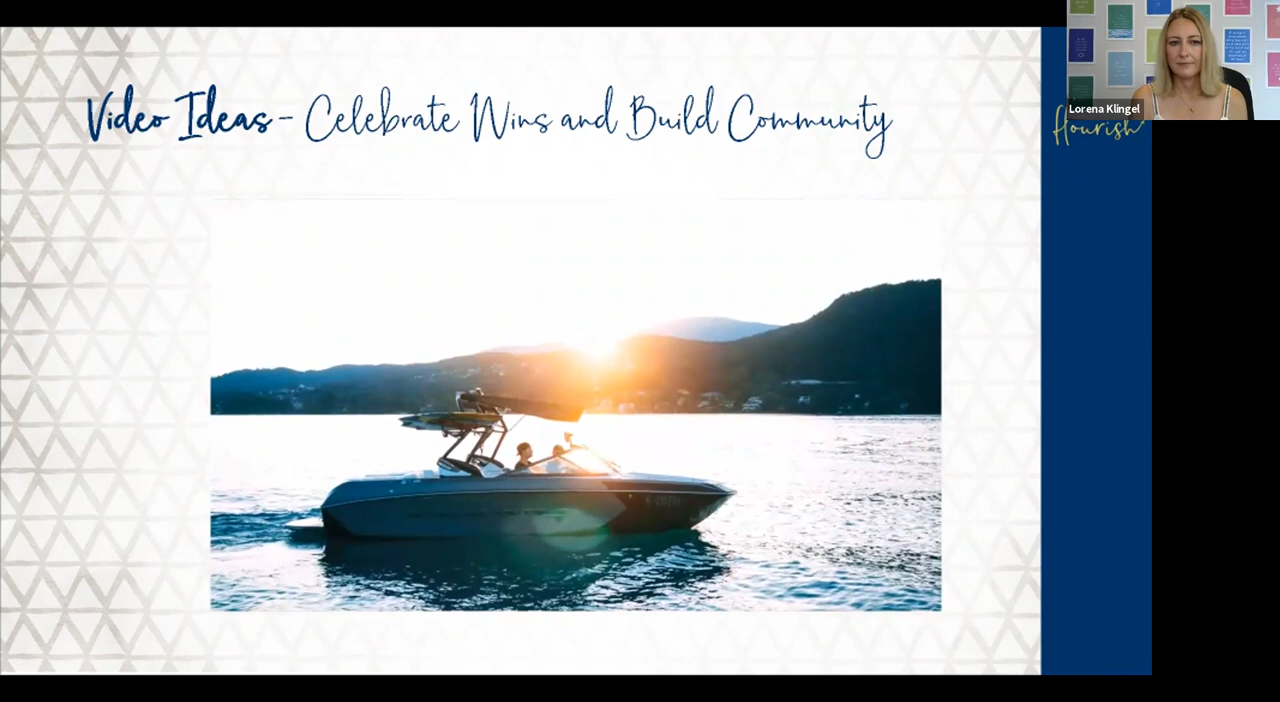 Video Ideas - Celebrate Wins and Build Community
Lorena Klingel
flourish